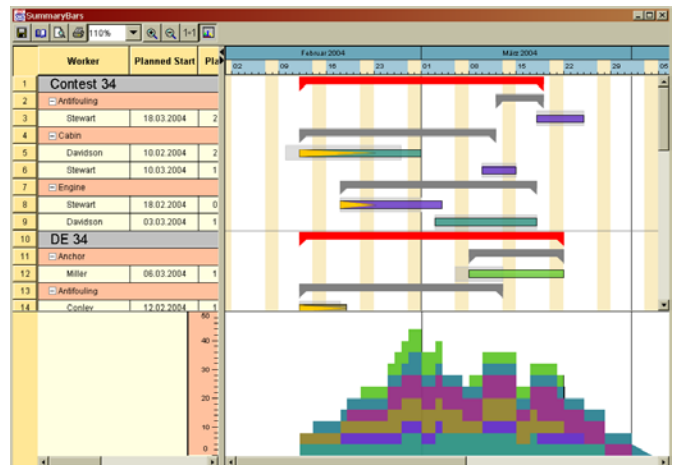 SummaryBars
110%
1÷1
Worker Planned Start Pla
Februar 2004 März 2004
02 09 16 23 01 08 15 22 29 05
1 Contest 34
2 Antifouling
3 Stewart 18.03.2004 2
4 Cabin
5 Davidson 10.02.2004 2
6 Stewart 10.03.2004 1
7 Engine
8 Stewart 18.02.2004 0
9 Davidson 03.03.2004 1
10 DE 34
11 Anchor
12 Miller 06.03.2004 1
13 Antifouling
14 Conley 12.02.2004 1
50
40
30
20
10
0